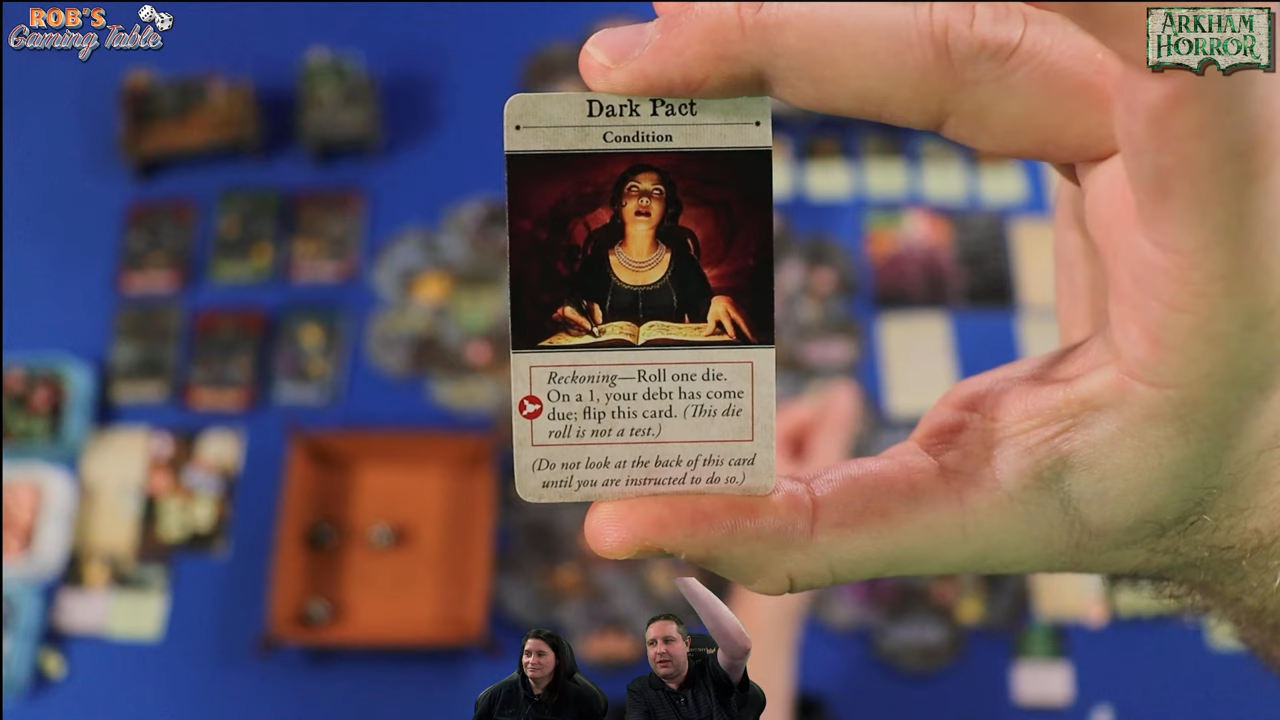 ROB'S
Gaming Table
ARKHAM
HORROR
Dark Pact
Condition
Reckoning—Roll one die.
On a 1, your debt has come
due; flip this card. (This die
roll is not a test.)
(Do not look at the back of this card
until you are instructed to do so.)